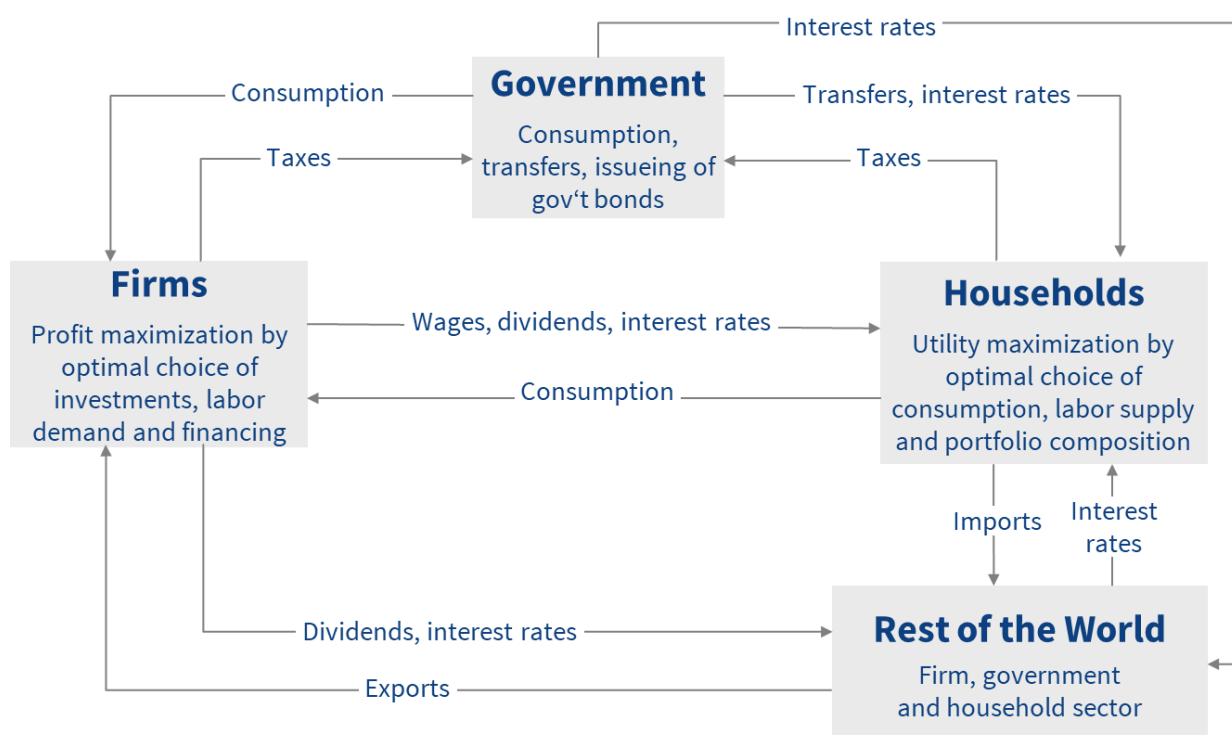 Interest rates
Government
Consumption
Transfers, interest rates
Consumption,
transfers, issueing of
gov‘t bonds
Taxes
Taxes
Firms
Profit maximization by
optimal choice of
investments, labor
demand and financing
Households
Utility maximization by
optimal choice of
consumption, labor supply
and portfolio composition
Wages, dividends, interest rates
Consumption
Imports
Interest
rates
Rest of the World
Firm, government
and household sector
Dividends, interest rates
Exports